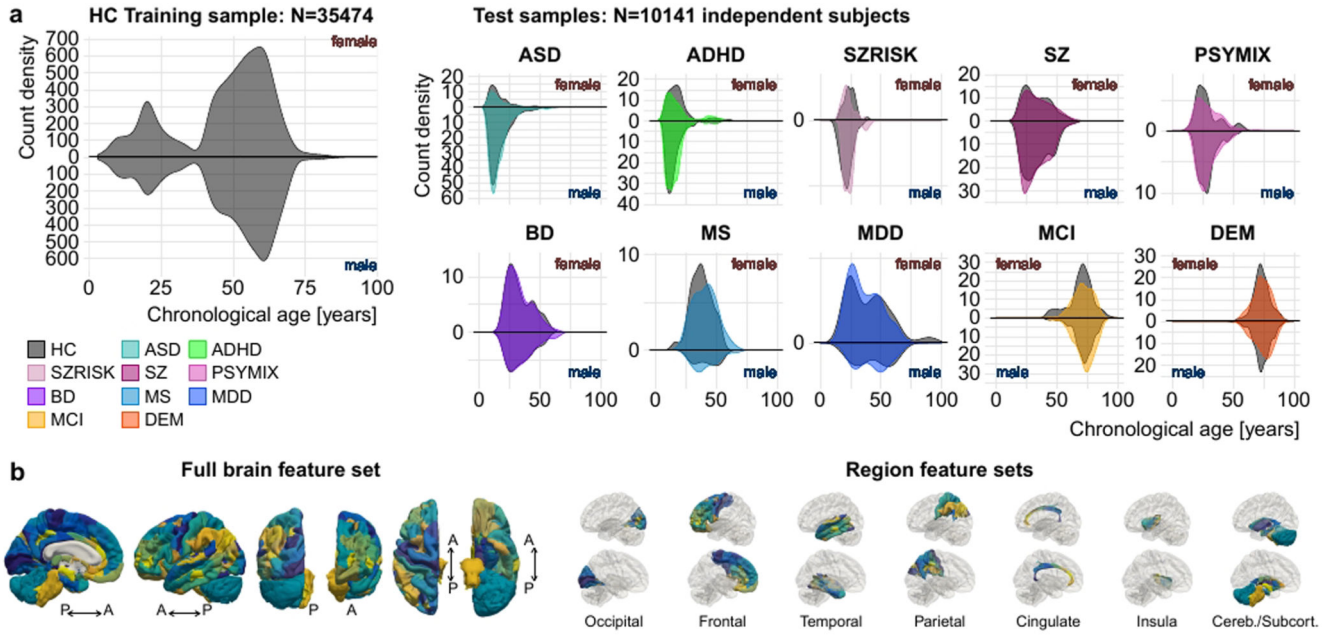 a
HC Training sample: N=35474
Test samples: N=10141 independent subjects
Count density
700
600
500
400
300
200
100
0
100
200
300
400
500
600
female
male
0 25 50 75 100
Chronological age [years]
HC ASD ADHD
SZRISK SZ PSYMIX
BD MS MDD
MCI DEM
Count density
ASD
20
10
0
10
20
30
40
50
60
female
male
ADHD
20
10
0
10
20
30
40
female
male
SZRISK
0
female
male
SZ
20
10
0
10
20
30
female
male
PSYMIX
0
10
female
male
BD
10
0
female
male
0 50 100
MS
10
0
female
male
0 50 100
MDD
0
female
male
0 50 100
MCI
30
20
10
0
10
20
30
female
male
0 50 100
DEM
30
20
10
0
10
20
30
female
male
0 50 100
Chronological age [years]
b
Full brain feature set
P A
A P
P
A
A
P
A
P
Region feature sets
Occipital Frontal Temporal Parietal Cingulate Insula Cereb./Subcort.